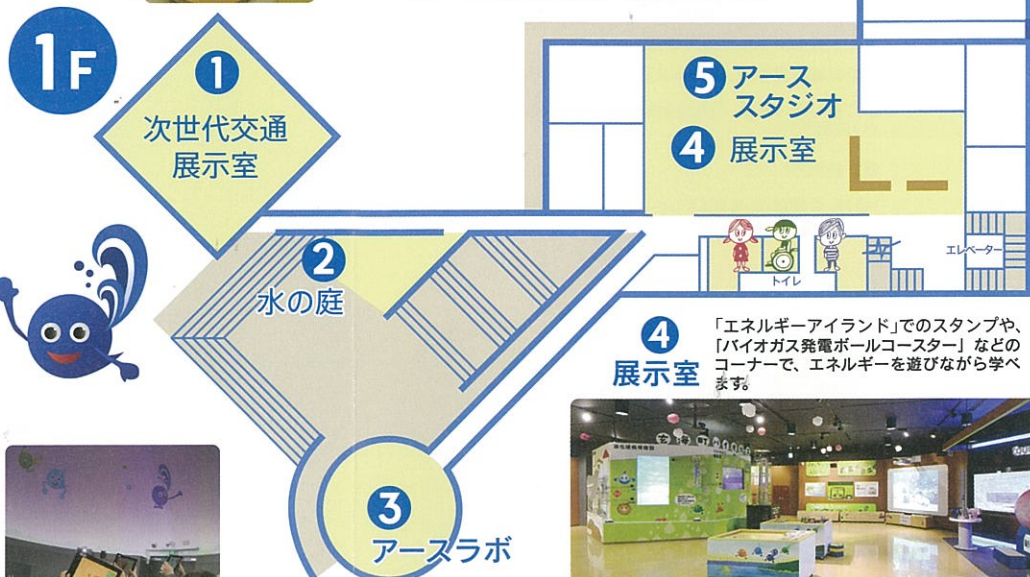 1F
1
次世代交通
展示室
2
水の庭
3
アースラボ
5 アース
スタジオ
4 展示室
トイレ
エレベーター
4
展示室
「エネルギーアイランド」でのスタンプや、
「バイオガス発電ボールコースター」などの
コーナーで、エネルギーを遊びながら学べ
ます。